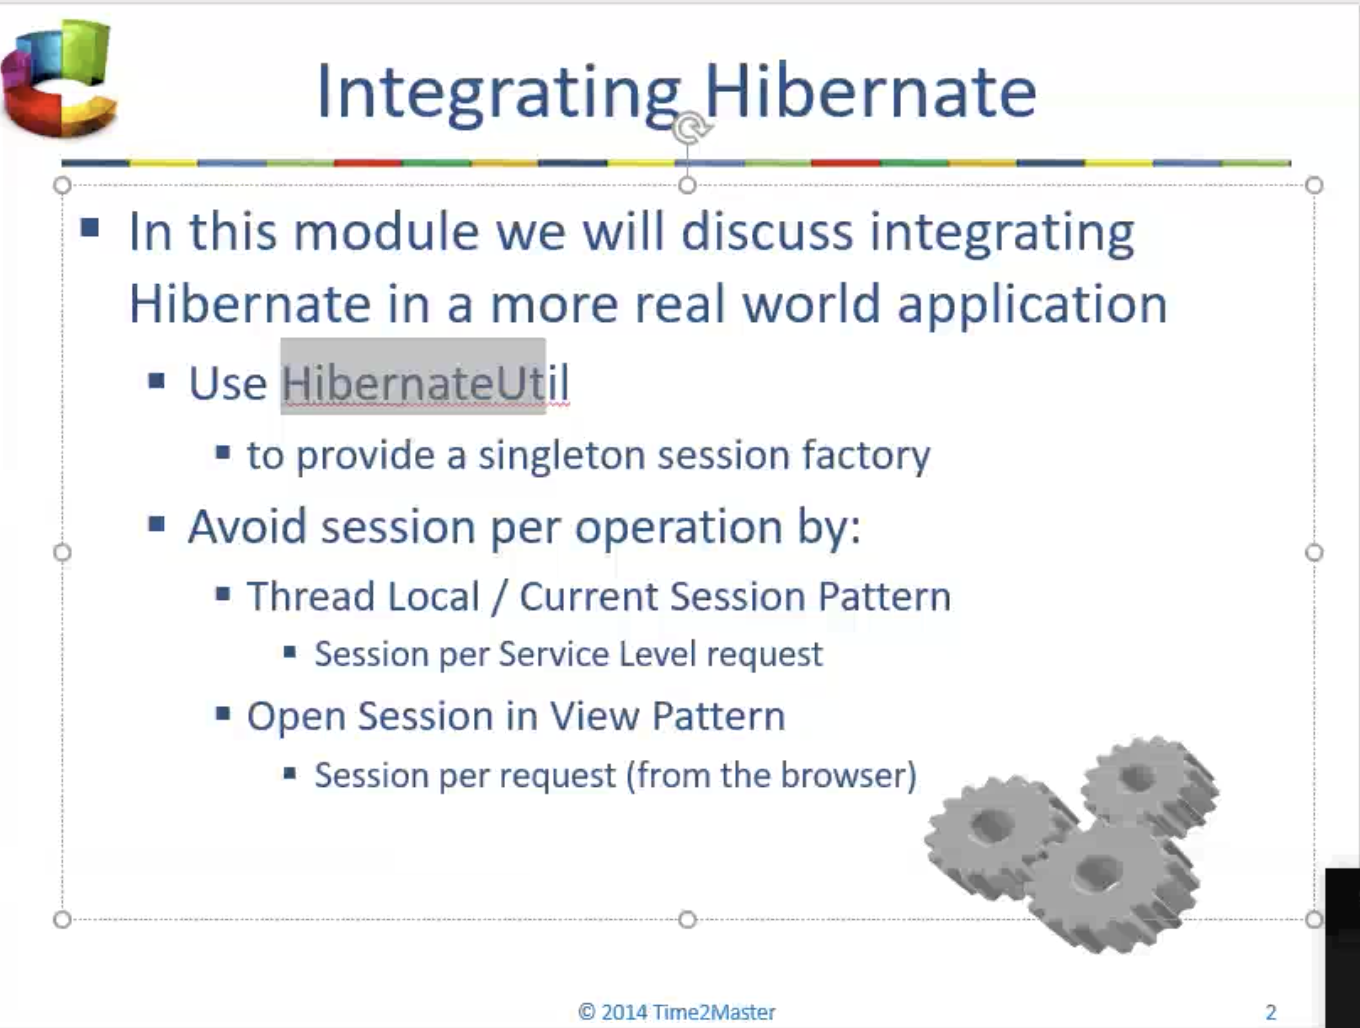 Integrating Hibernate
In this module we will discuss integrating
Hibernate in a more real world application
Use HibernateUtil
to provide a singleton session factory
Avoid session per operation by:
Thread Local / Current Session Pattern
Session per Service Level request
Open Session in View Pattern
Session per request (from the browser)
© 2014 Time2Master
2